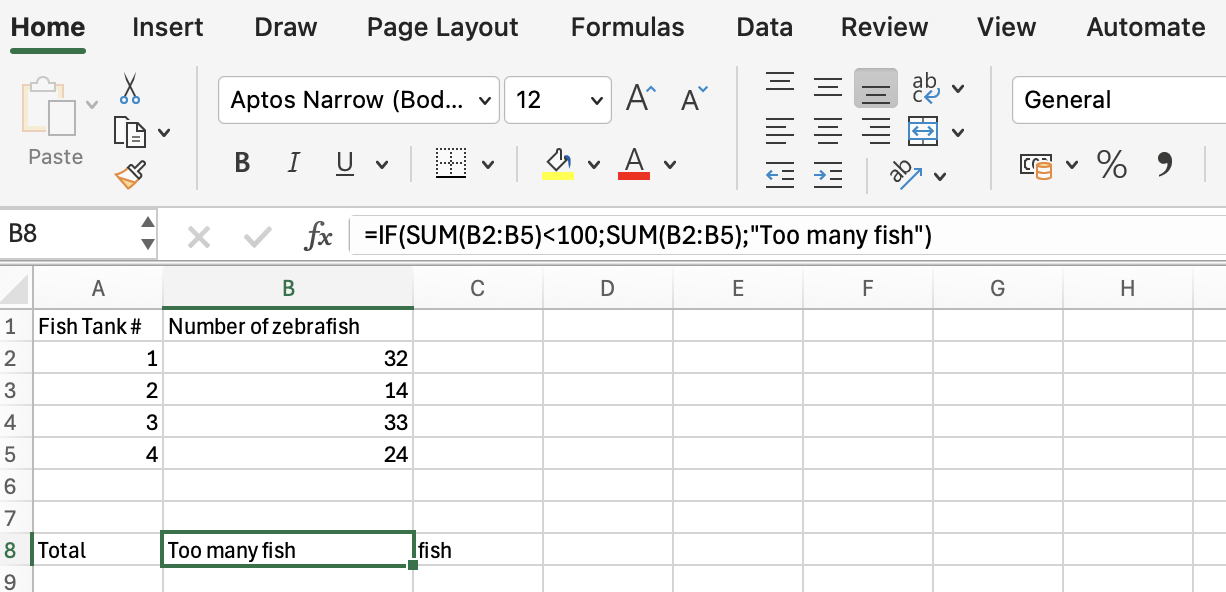 Home Insert Draw Page Layout Formulas Data Review View Automate
Aptos Narrow (Bod... 12 A A ab c General
Paste B I U A ab %
B8 fx =IF(SUM(B2:B5)<100;SUM(B2:B5);"Too many fish")
A B C D E F G H
1 Fish Tank # Number of zebrafish
2 1 32
3 2 14
4 3 33
5 4 24
6
7
8 Total Too many fish fish
9